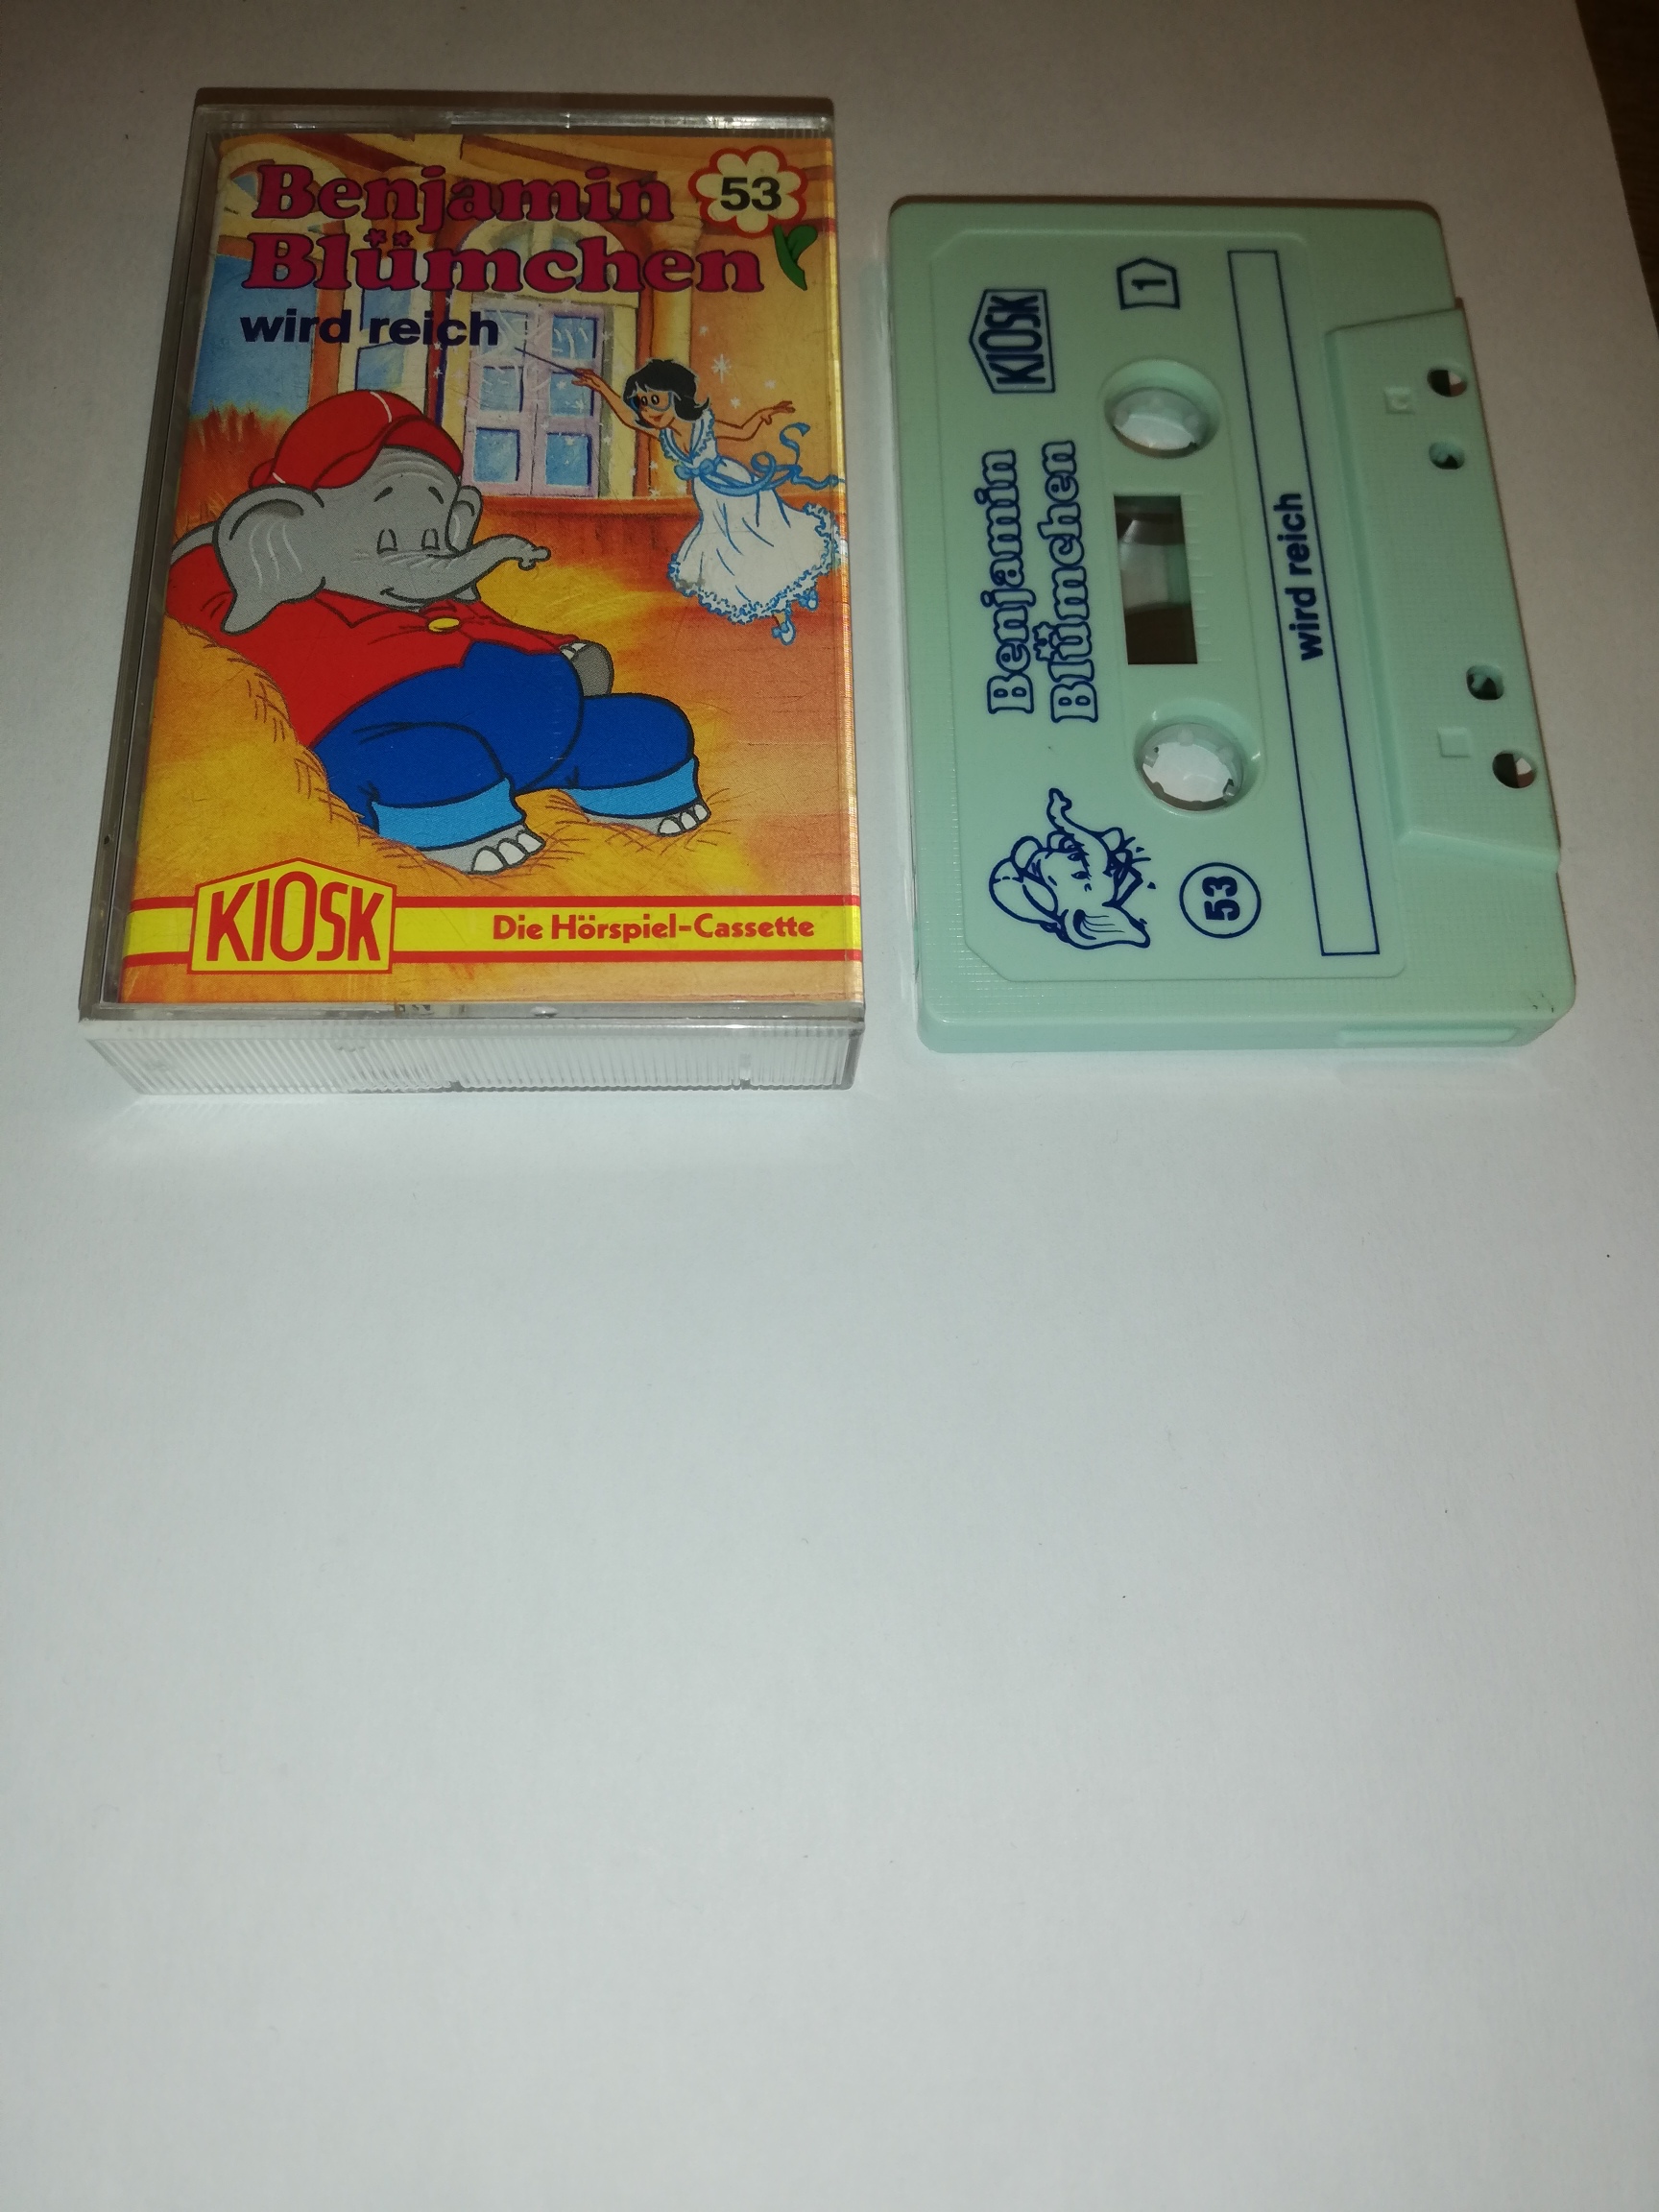 Benjamin
Blümchen
53
wird reich
KIOSK
Die Hörspiel-Cassette
KIOSK
1
Benjamin
Blümchen
53
wird reich